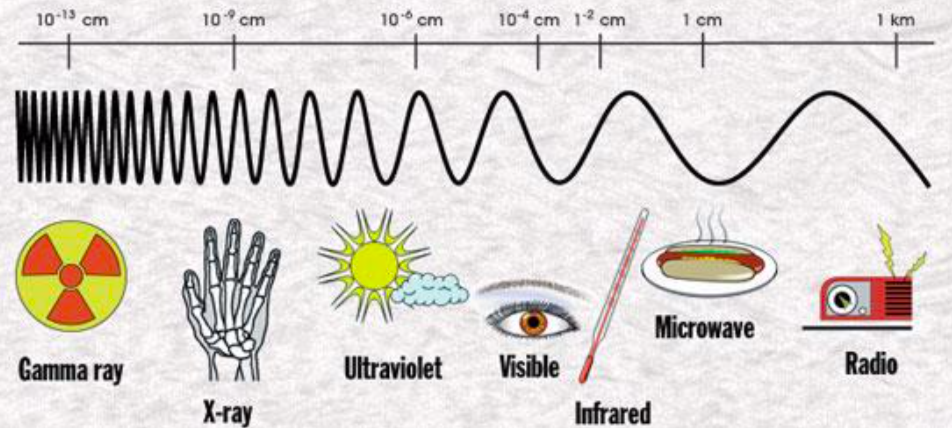 10⁻¹³ cm 10⁻⁹ cm 10⁻⁶ cm 10⁻⁴ cm 1⁻² cm 1 cm 1 km
Gamma ray
X-ray
Ultraviolet
Visible
Infrared
Microwave
Radio